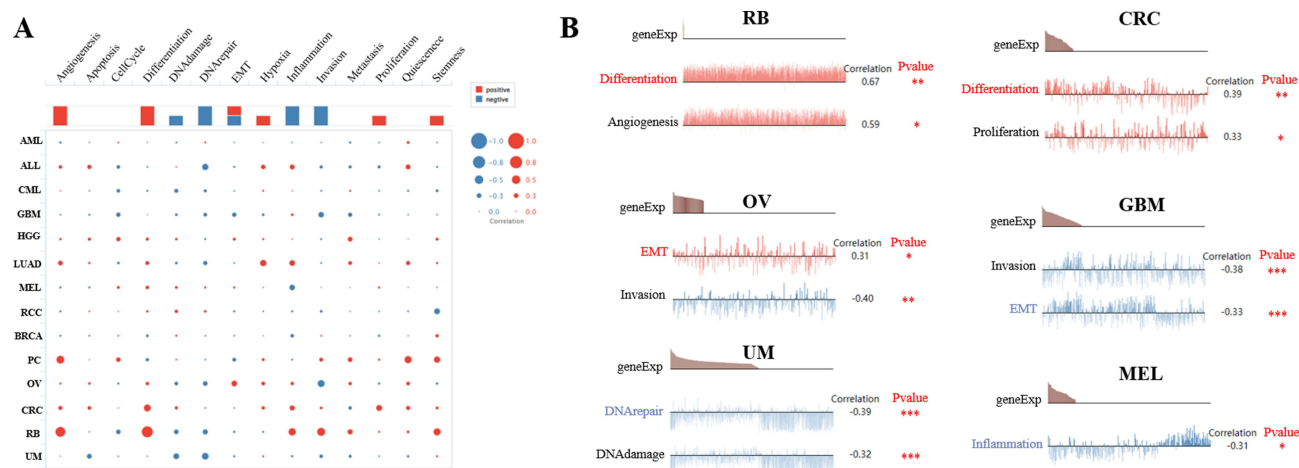 A
Angiogenesis
Apoptosis
CellCycle
Differentiation
DNAdamage
DNArepair
EMT
Hypoxia
Inflammation
Invasion
Metastasis
Proliferation
Quiescenece
Stemness
positive
negtive
AML
ALL
CML
GBM
HGG
LUAD
MEL
RCC
BRCA
PC
OV
CRC
RB
UM
-1.0 1.0
-0.8 0.8
-0.5 0.5
-0.3 0.3
0.0 0.0
Correlation
B
RB
geneExp
Correlation Pvalue
Differentiation 0.67 **
Angiogenesis 0.59 *
CRC
geneExp
Correlation Pvalue
Differentiation 0.39 **
Proliferation 0.33 *
OV
geneExp
Correlation Pvalue
EMT 0.31 *
Invasion -0.40 **
GBM
geneExp
Correlation Pvalue
Invasion -0.38 ***
EMT -0.33 ***
UM
geneExp
Correlation Pvalue
DNArepair -0.39 ***
DNAdamage -0.32 ***
MEL
geneExp
Correlation Pvalue
Inflammation -0.31 *